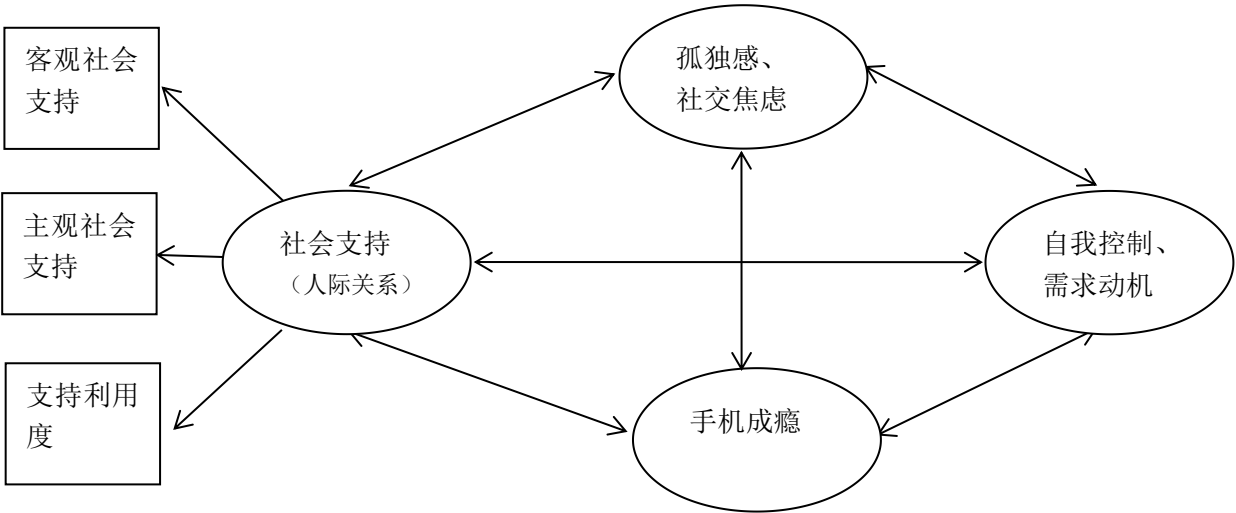 客观社会
支持
主观社会
支持
支持利用
度
社会支持
（人际关系）
孤独感、
社交焦虑
手机成瘾
自我控制、
需求动机